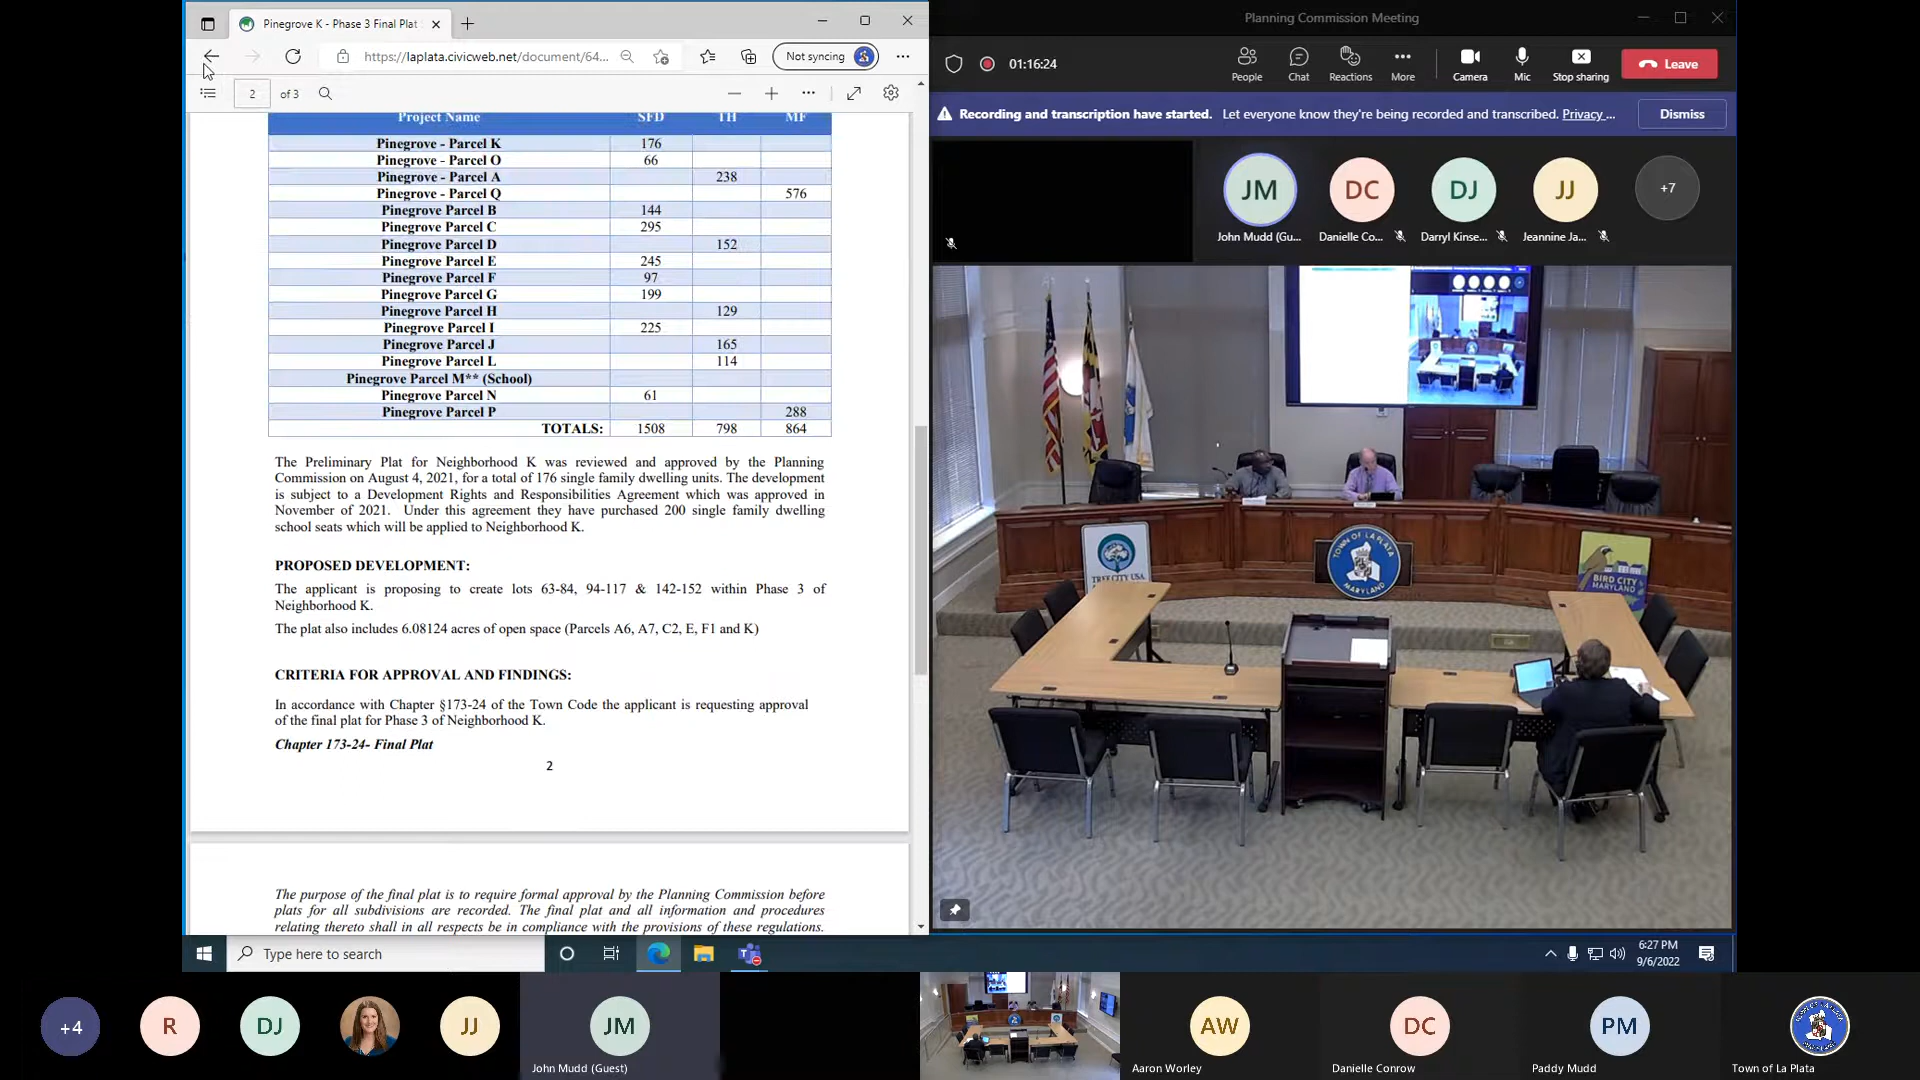 Pinegrove K - Phase 3 Final Plat
https://laplata.civicweb.net/document/64...
Not syncing
2 of 3
Project Name SFD TH MF
Pinegrove - Parcel K 176
Pinegrove - Parcel O 66
Pinegrove - Parcel A 238
Pinegrove - Parcel Q 576
Pinegrove Parcel B 144
Pinegrove Parcel C 295
Pinegrove Parcel D 152
Pinegrove Parcel E 245
Pinegrove Parcel F 97
Pinegrove Parcel G 199
Pinegrove Parcel H 129
Pinegrove Parcel I 225
Pinegrove Parcel J 165
Pinegrove Parcel L 114
Pinegrove Parcel M** (School)
Pinegrove Parcel N 61
Pinegrove Parcel P 288
TOTALS: 1508 798 864
The Preliminary Plat for Neighborhood K was reviewed and approved by the Planning
Commission on August 4, 2021, for a total of 176 single family dwelling units. The development
is subject to a Development Rights and Responsibilities Agreement which was approved in
November of 2021. Under this agreement they have purchased 200 single family dwelling
school seats which will be applied to Neighborhood K.
PROPOSED DEVELOPMENT:
The applicant is proposing to create lots 63-84, 94-117 & 142-152 within Phase 3 of
Neighborhood K.
The plat also includes 6.08124 acres of open space (Parcels A6, A7, C2, E, F1 and K)
CRITERIA FOR APPROVAL AND FINDINGS:
In accordance with Chapter §173-24 of the Town Code the applicant is requesting approval
of the final plat for Phase 3 of Neighborhood K.
Chapter 173-24- Final Plat
2
The purpose of the final plat is to require formal approval by the Planning Commission before
plats for all subdivisions are recorded. The final plat and all information and procedures
relating thereto shall in all respects be in compliance with the provisions of these regulations.
Type here to search
Planning Commission Meeting
01:16:24
People Chat Reactions More Camera Mic Stop sharing Leave
Recording and transcription have started. Let everyone know they're being recorded and transcribed. Privacy ... Dismiss
JM DC DJ JJ +7
John Mudd (Gu... Danielle Co... Darryl Kinse... Jeannine Ja...
TREE CITY USA
TOWN OF LA PLATA
MARYLAND
BIRD CITY
MARYLAND
6:27 PM
9/6/2022
+4 R DJ JJ JM AW DC PM
John Mudd (Guest) Aaron Worley Danielle Conrow Paddy Mudd Town of La Plata